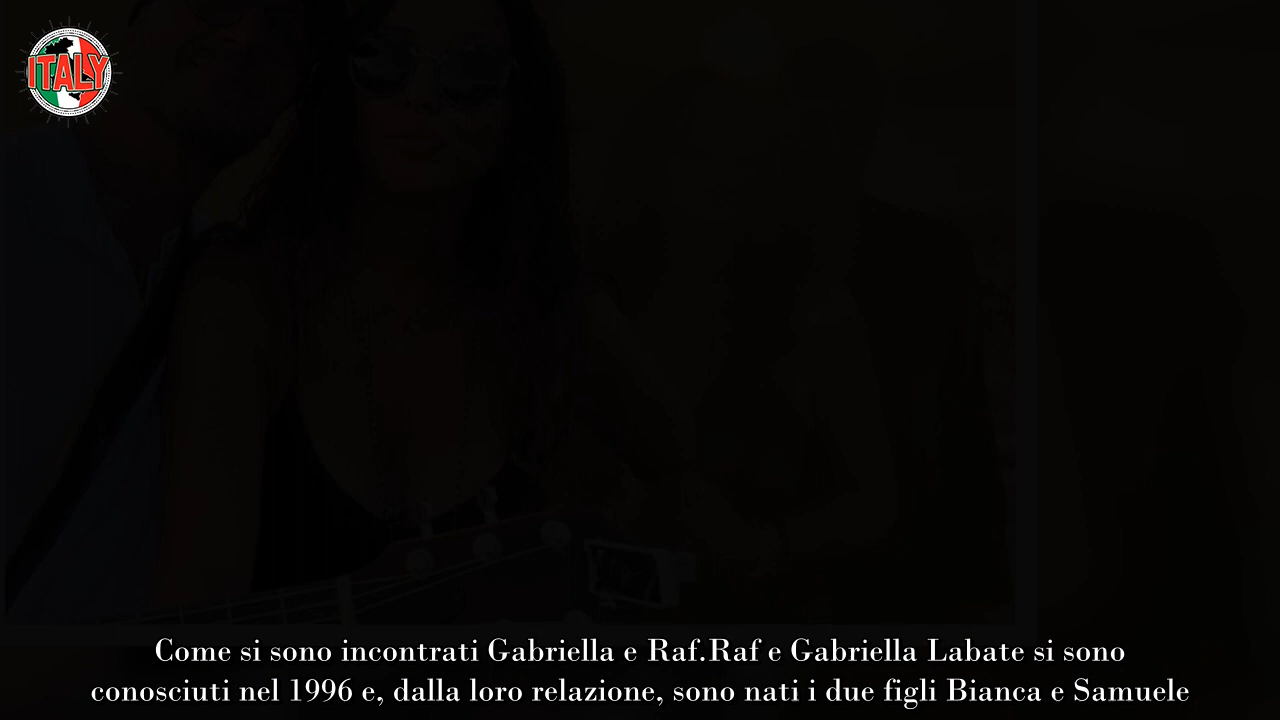 ITALY
Come si sono incontrati Gabriella e Raf.Raf e Gabriella Labate si sono
conosciuti nel 1996 e, dalla loro relazione, sono nati i due figli Bianca e Samuele